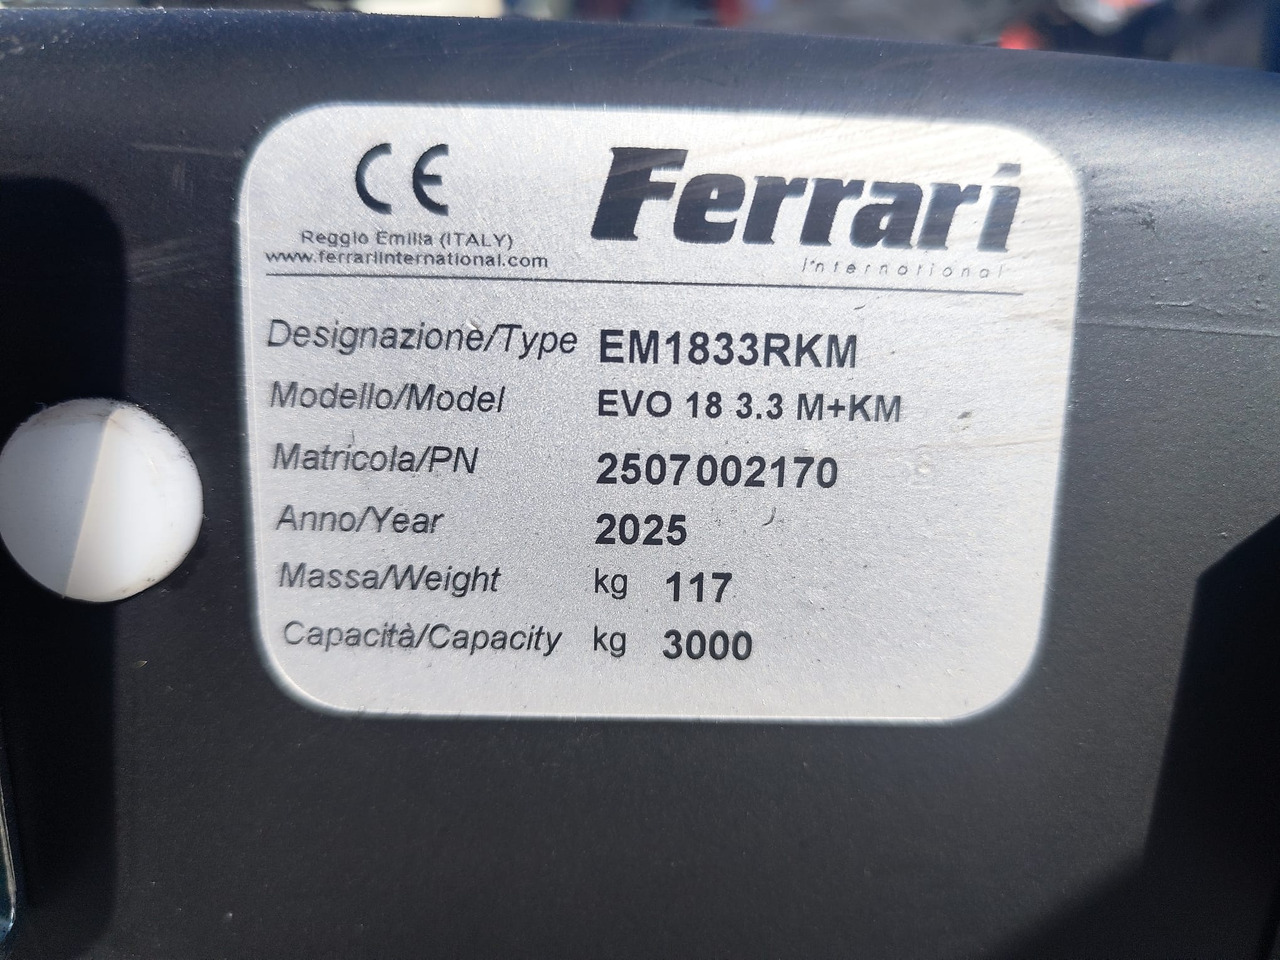 CE
Ferrari
international
Reggio Emilia (ITALY)
www.ferrariinternational.com
Designazione/Type EM1833RKM
Modello/Model EVO 18 3.3 M+KM
Matricola/PN 2507002170
Anno/Year 2025
Massa/Weight kg 117
Capacità/Capacity kg 3000